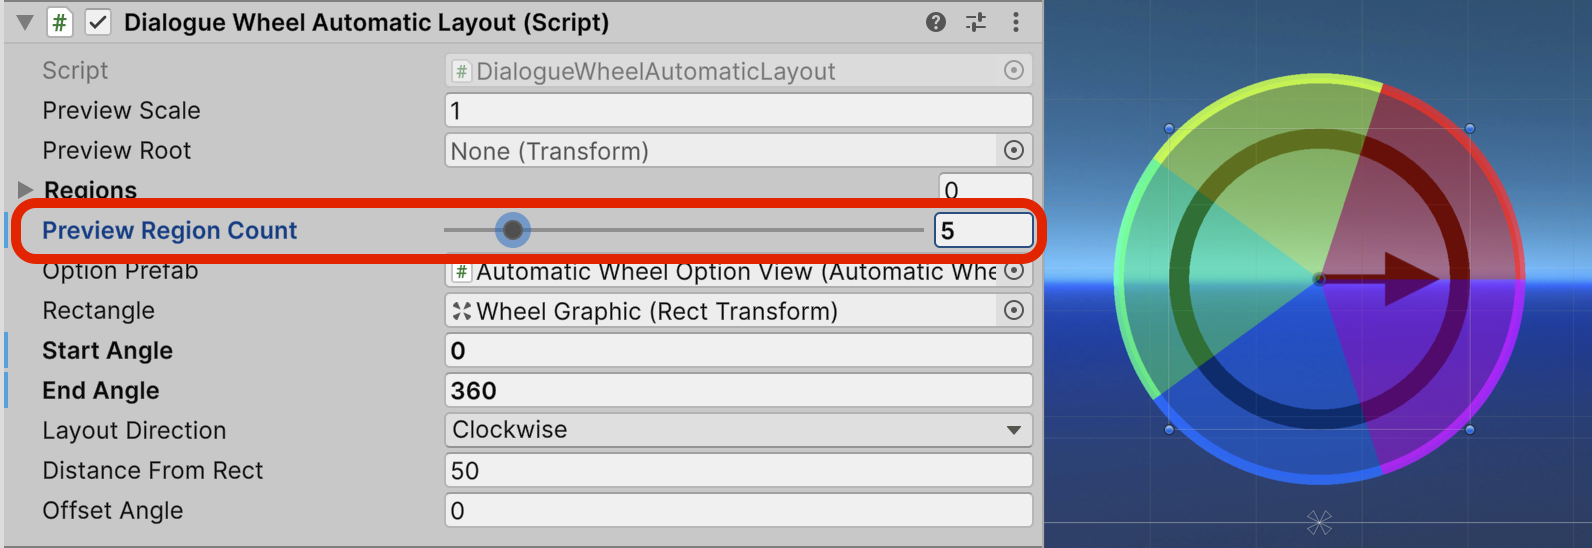 # Dialogue Wheel Automatic Layout (Script)
Script # DialogueWheelAutomaticLayout
Preview Scale 1
Preview Root None (Transform)
Regions 0
Preview Region Count 5
Option Prefab # Automatic Wheel Option View (Automatic Whe
Rectangle Wheel Graphic (Rect Transform)
Start Angle 0
End Angle 360
Layout Direction Clockwise
Distance From Rect 50
Offset Angle 0